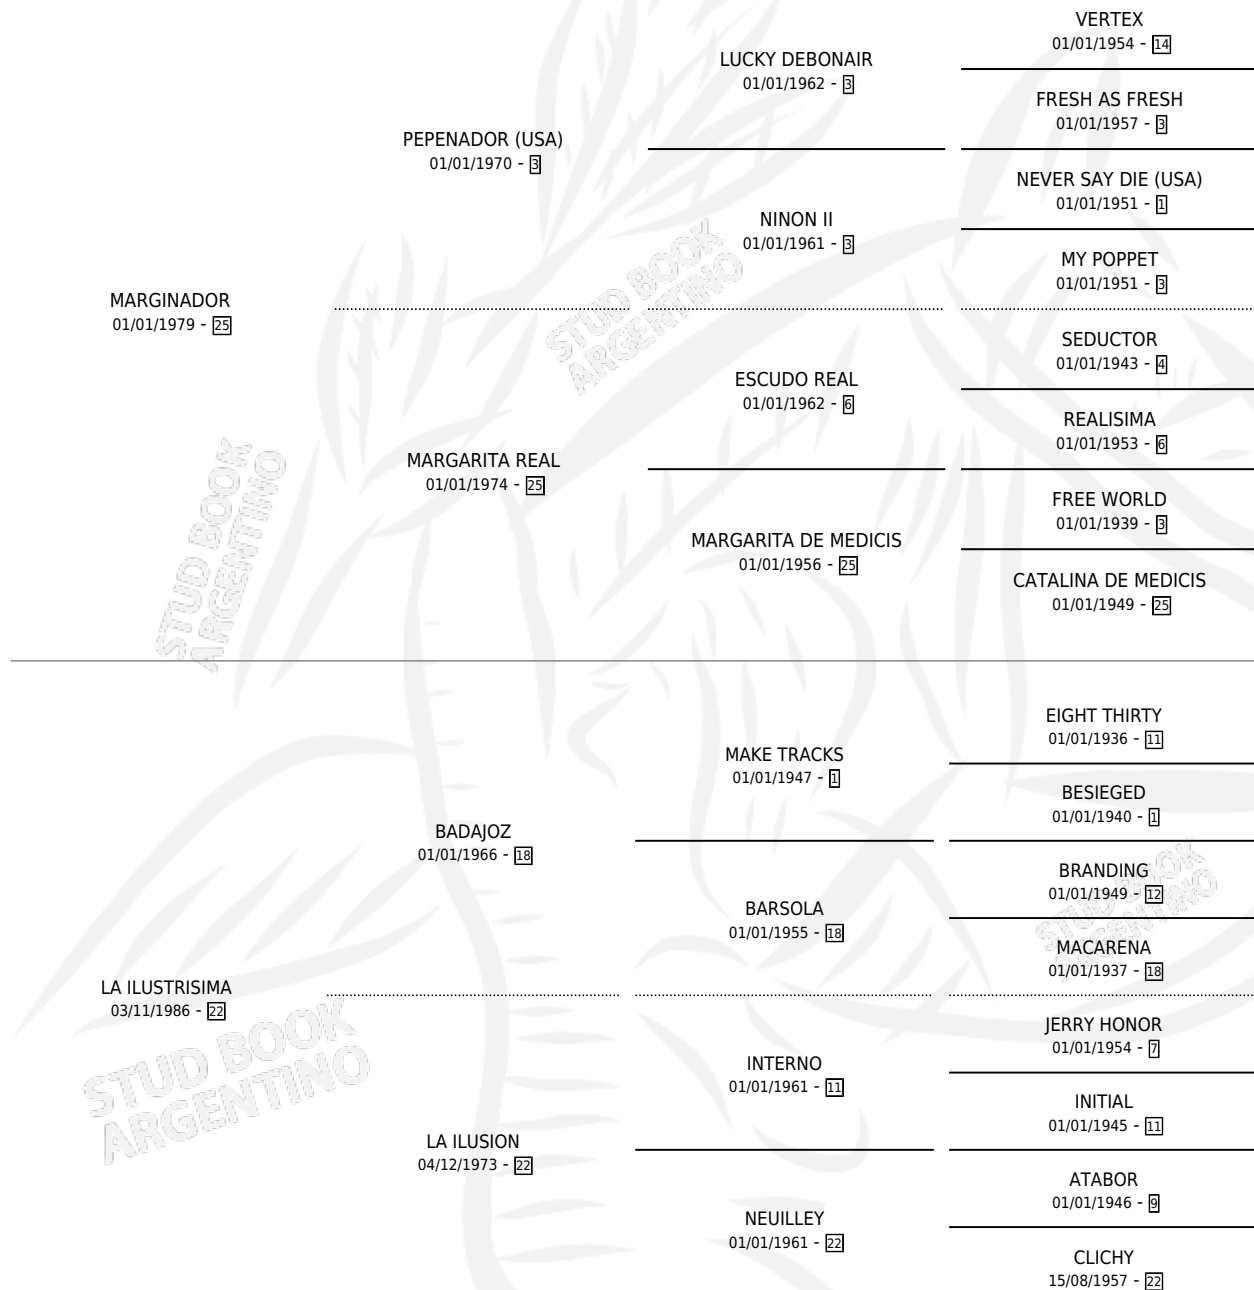 VERTEX
01/01/1954 - 14
LUCKY DEBONAIR
01/01/1962 - 3
FRESH AS FRESH
01/01/1957 - 3
PEPENADOR (USA)
01/01/1970 - 3
NEVER SAY DIE (USA)
01/01/1951 - 1
NINON II
01/01/1961 - 3
MY POPPET
01/01/1951 - 3
MARGINADOR
01/01/1979 - 25
SEDUCTOR
01/01/1943 - 4
ESCUDO REAL
01/01/1962 - 6
REALISIMA
01/01/1953 - 6
MARGARITA REAL
01/01/1974 - 25
FREE WORLD
01/01/1939 - 3
MARGARITA DE MEDICIS
01/01/1956 - 25
CATALINA DE MEDICIS
01/01/1949 - 25
EIGHT THIRTY
01/01/1936 - 11
MAKE TRACKS
01/01/1947 - 1
BESIEGED
01/01/1940 - 1
BADAJOZ
01/01/1966 - 18
BRANDING
01/01/1949 - 12
BARSOLA
01/01/1955 - 18
MACARENA
01/01/1937 - 18
LA ILUSTRISIMA
03/11/1986 - 22
JERRY HONOR
01/01/1954 - 7
INTERNO
01/01/1961 - 11
INITIAL
01/01/1945 - 11
LA ILUSION
04/12/1973 - 22
ATABOR
01/01/1946 - 9
NEUILLEY
01/01/1961 - 22
CLICHY
15/08/1957 - 22
STUD BOOK
ARGENTINO
STUD BOOK
ARGENTINO
STUD BOOK
ARGENTINO
STUD BOOK
ARGENTINO